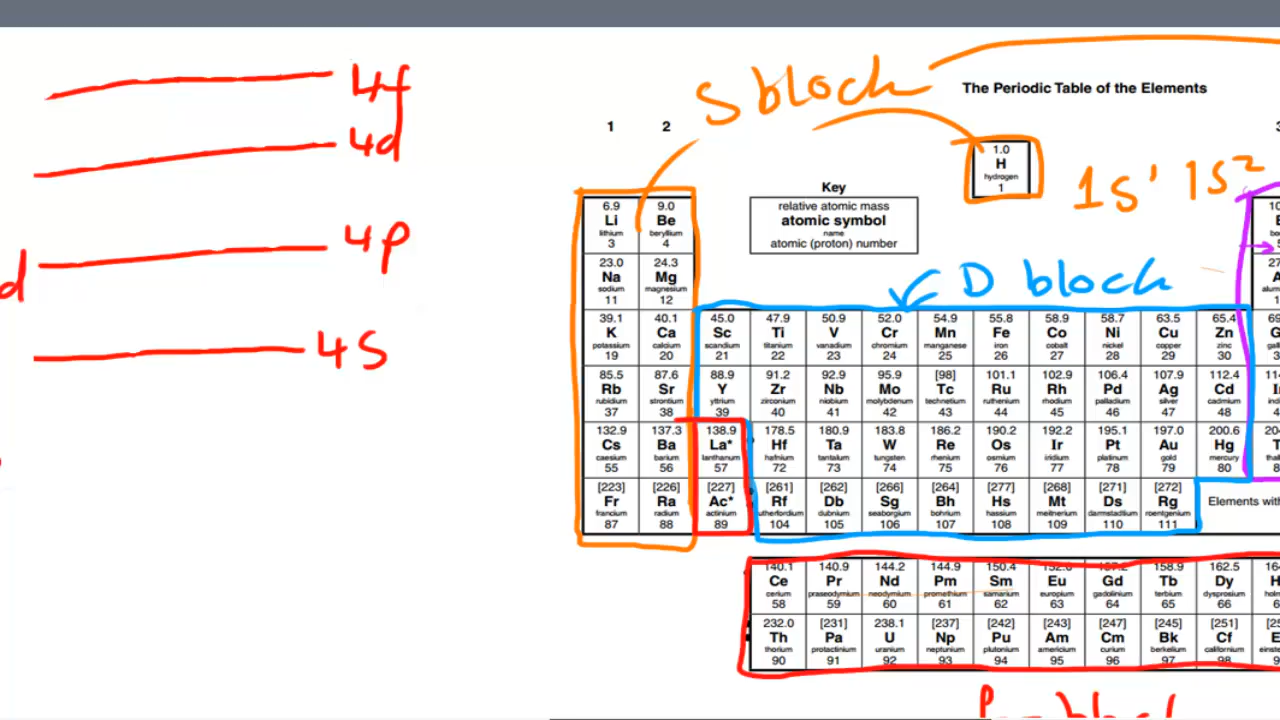 4f
4d
4p
d
4s
S block
The Periodic Table of the Elements
1 2
1.0
H
hydrogen
1
1s¹ 1s²
Key
relative atomic mass
atomic symbol
name
atomic (proton) number
D block
6.9 9.0
Li Be
lithium beryllium
3 4
23.0 24.3
Na Mg
sodium magnesium
11 12
39.1 40.1 45.0 47.9 50.9 52.0 54.9 55.8 58.9 58.7 63.5 65.4
K Ca Sc Ti V Cr Mn Fe Co Ni Cu Zn
potassium calcium scandium titanium vanadium chromium manganese iron cobalt nickel copper zinc
19 20 21 22 23 24 25 26 27 28 29 30
85.5 87.6 88.9 91.2 92.9 95.9 [98] 101.1 102.9 106.4 107.9 112.4
Rb Sr Y Zr Nb Mo Tc Ru Rh Pd Ag Cd
rubidium strontium yttrium zirconium niobium molybdenum technetium ruthenium rhodium palladium silver cadmium
37 38 39 40 41 42 43 44 45 46 47 48
132.9 137.3 138.9 178.5 180.9 183.8 186.2 190.2 192.2 195.1 197.0 200.6
Cs Ba La* Hf Ta W Re Os Ir Pt Au Hg
caesium barium lanthanum hafnium tantalum tungsten rhenium osmium iridium platinum gold mercury
55 56 57 72 73 74 75 76 77 78 79 80
[223] [226] [227] [261] [262] [266] [264] [277] [268] [271] [272]
Fr Ra Ac* Rf Db Sg Bh Hs Mt Ds Rg
francium radium actinium rutherfordium dubnium seaborgium bohrium hassium meitnerium darmstadtium roentgenium
87 88 89 104 105 106 107 108 109 110 111
Elements with
140.1 140.9 144.2 144.9 150.4 158.9 162.5
Ce Pr Nd Pm Sm Eu Gd Tb Dy
cerium praseodymium neodymium promethium samarium europium gadolinium terbium dysprosium
58 59 60 61 62 63 64 65 66
232.0 [231] 238.1 [237] [242] [243] [247] [245] [251]
Th Pa U Np Pu Am Cm Bk Cf
thorium protactinium uranium neptunium plutonium americium curium berkelium californium
90 91 92 93 94 95 96 97 98